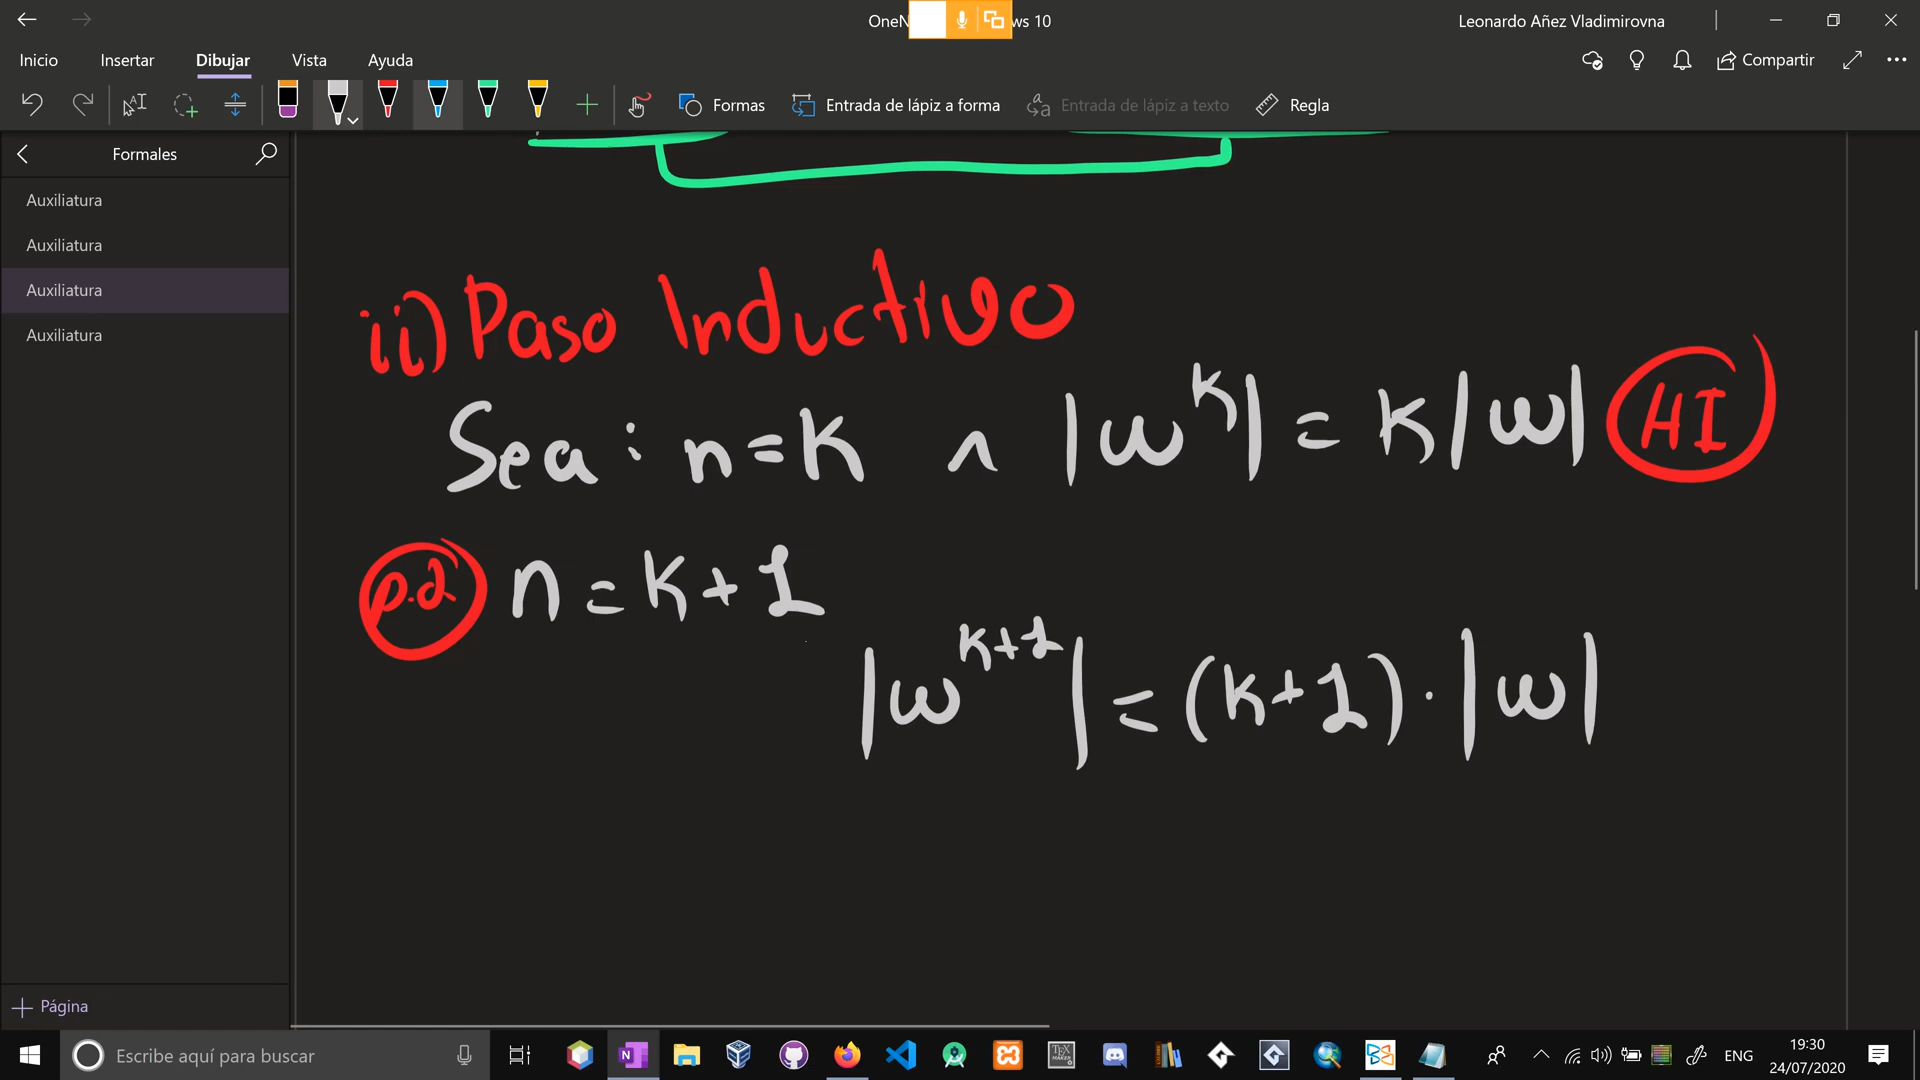 OneN ws 10
Leonardo Añez Vladimirovna
Inicio Insertar Dibujar Vista Ayuda
Compartir
Formas Entrada de lápiz a forma Entrada de lápiz a texto Regla
Formales
Auxiliatura
Auxiliatura
Auxiliatura
Auxiliatura
ii) Paso Inductivo
Sea: n=k ∧ |w^k| = k|w| HI
p.d n = k+1
|w^{k+1}| = (k+1)·|w|
Página
Escribe aquí para buscar
ENG
19:30
24/07/2020